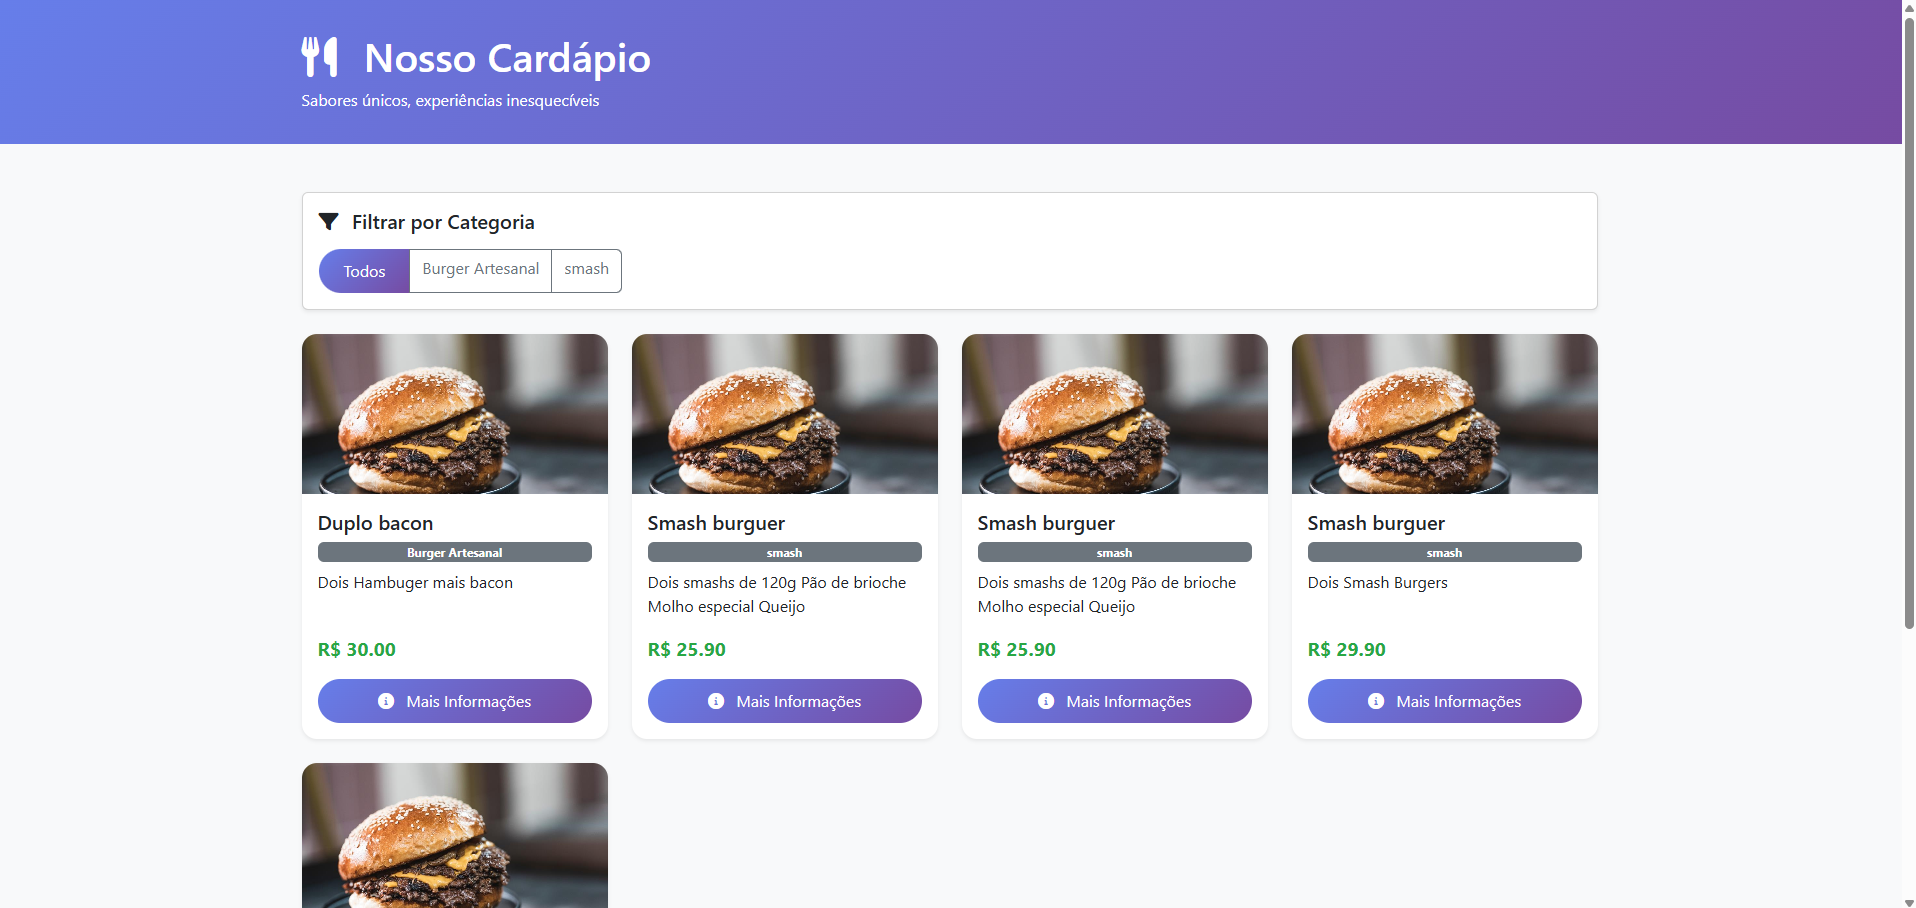 Nosso Cardápio
Sabores únicos, experiências inesquecíveis
Filtrar por Categoria
Todos
Burger Artesanal
smash
Duplo bacon
Burger Artesanal
Dois Hambuger mais bacon
R$ 30.00
Mais Informações
Smash burguer
smash
Dois smashs de 120g Pão de brioche
Molho especial Queijo
R$ 25.90
Mais Informações
Smash burguer
smash
Dois smashs de 120g Pão de brioche
Molho especial Queijo
R$ 25.90
Mais Informações
Smash burguer
smash
Dois Smash Burgers
R$ 29.90
Mais Informações